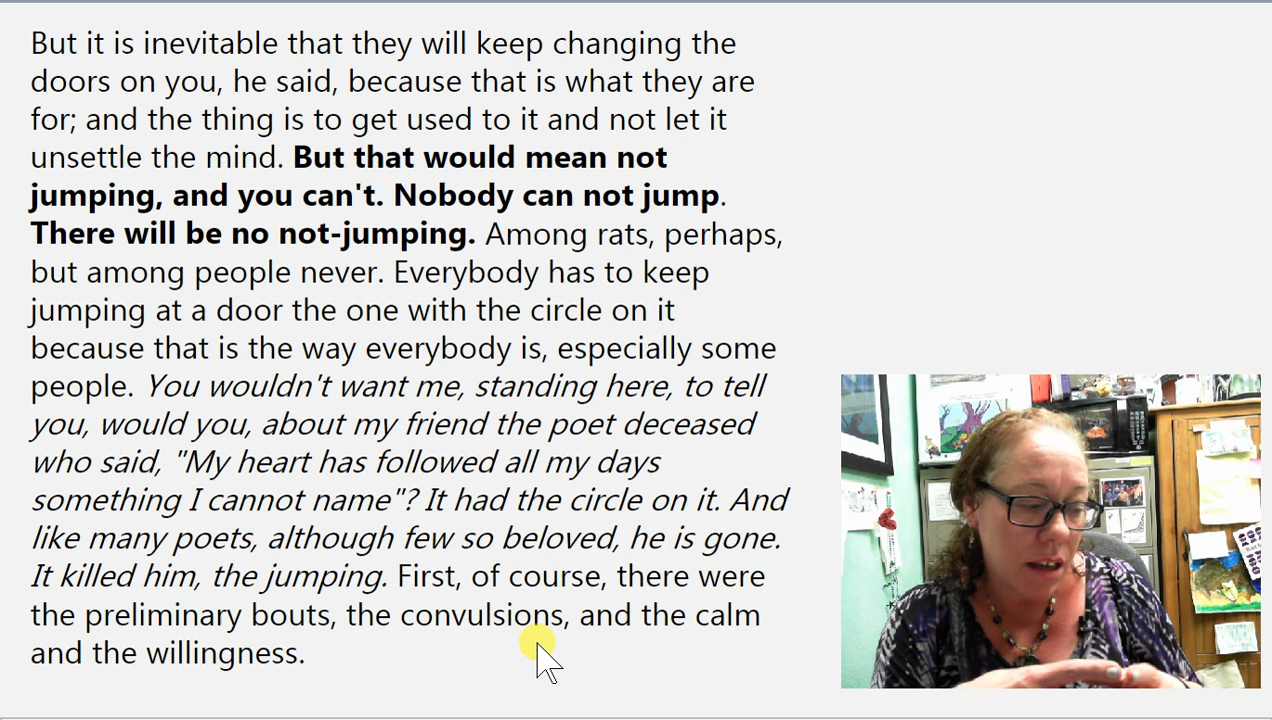 But it is inevitable that they will keep changing the
doors on you, he said, because that is what they are
for; and the thing is to get used to it and not let it
unsettle the mind. But that would mean not
jumping, and you can't. Nobody can not jump.
There will be no not-jumping. Among rats, perhaps,
but among people never. Everybody has to keep
jumping at a door the one with the circle on it
because that is the way everybody is, especially some
people. You wouldn't want me, standing here, to tell
you, would you, about my friend the poet deceased
who said, "My heart has followed all my days
something I cannot name"? It had the circle on it. And
like many poets, although few so beloved, he is gone.
It killed him, the jumping. First, of course, there were
the preliminary bouts, the convulsions, and the calm
and the willingness.